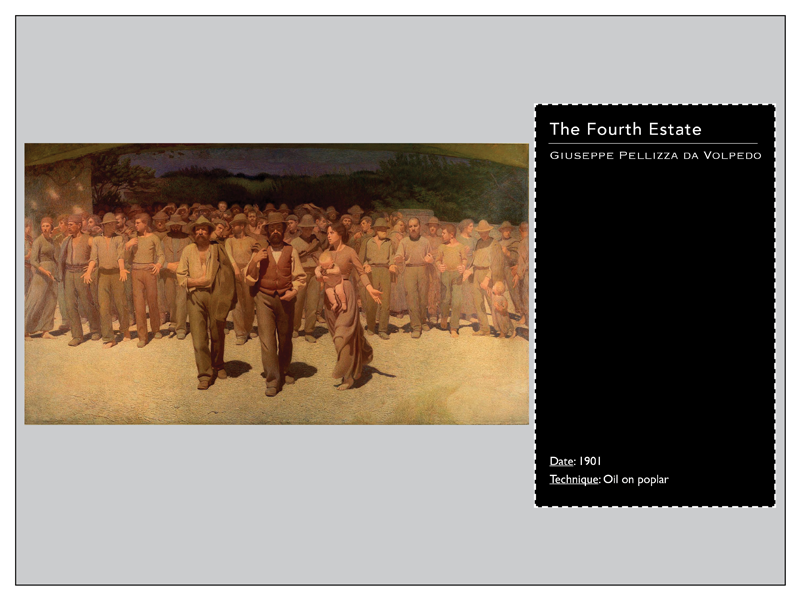 The Fourth Estate
Giuseppe Pellizza da Volpedo
Date: 1901
Technique: Oil on poplar